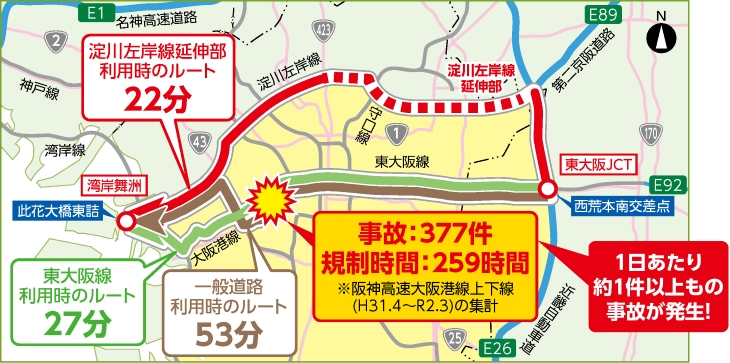 E1
名神高速道路
E89
N
2
淀川左岸線延伸部
利用時のルート
22分
423
淀川左岸線
淀川左岸線
延伸部
第二京阪道路
神戸線
43
守口線
1
170
湾岸線
東大阪線
東大阪JCT
湾岸舞洲
E92
此花大橋東詰
西荒本南交差点
大阪港線
事故：377件
規制時間：259時間
※阪神高速大阪港線上下線
(H31.4～R2.3)の集計
1日あたり
約1件以上もの
事故が発生!
東大阪線
利用時のルート
27分
一般道路
利用時のルート
53分
近畿自動車道
25
E26